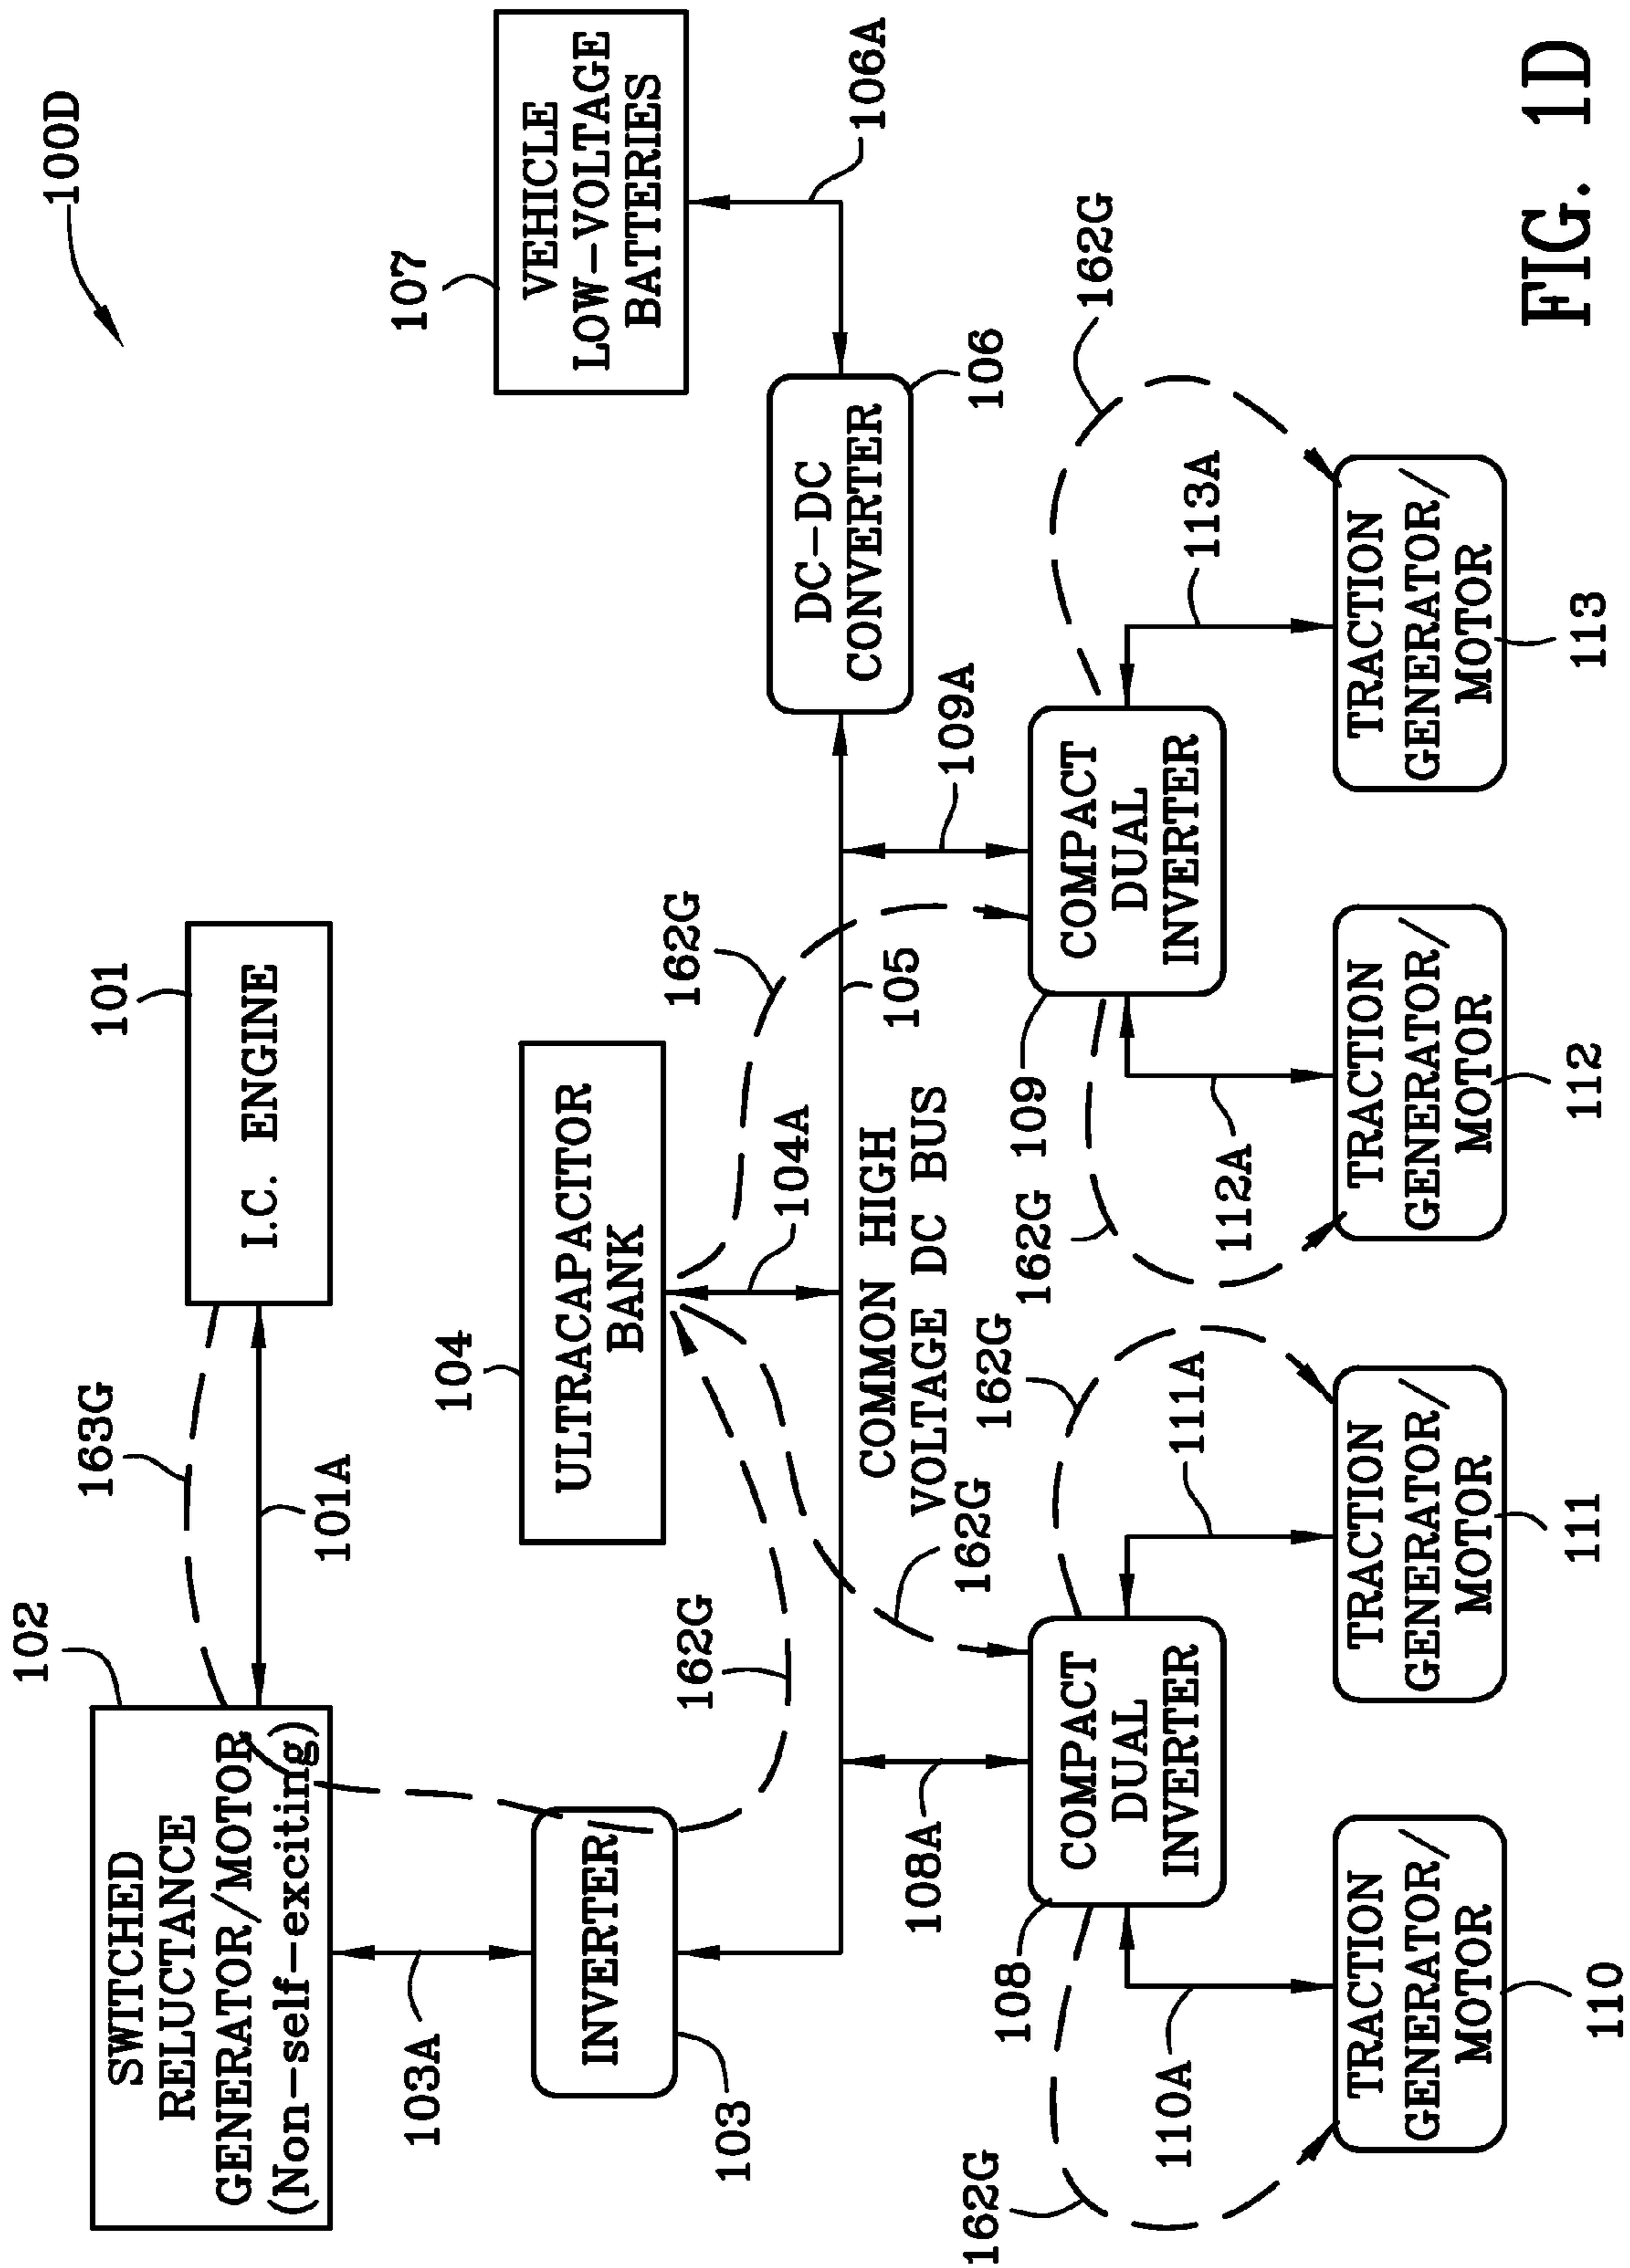 100D
102
SWITCHED
RELUCTANCE
GENERATOR/MOTOR
(Non-self-exciting)
163G
101A
101
I.C. ENGINE
103A
INVERTER
103
162G
104
ULTRACAPACITOR
BANK
104A
162G
107
VEHICLE
LOW-VOLTAGE
BATTERIES
106A
DC-DC
CONVERTER
106
105
COMMON HIGH
VOLTAGE DC BUS
108A
162G
109A
108
COMPACT
DUAL
INVERTER
162G
110A
162G
111A
109
COMPACT
DUAL
INVERTER
162G
112A
162G
113A
TRACTION
GENERATOR/
MOTOR
110
TRACTION
GENERATOR/
MOTOR
111
TRACTION
GENERATOR/
MOTOR
112
TRACTION
GENERATOR/
MOTOR
113
FIG. 1D